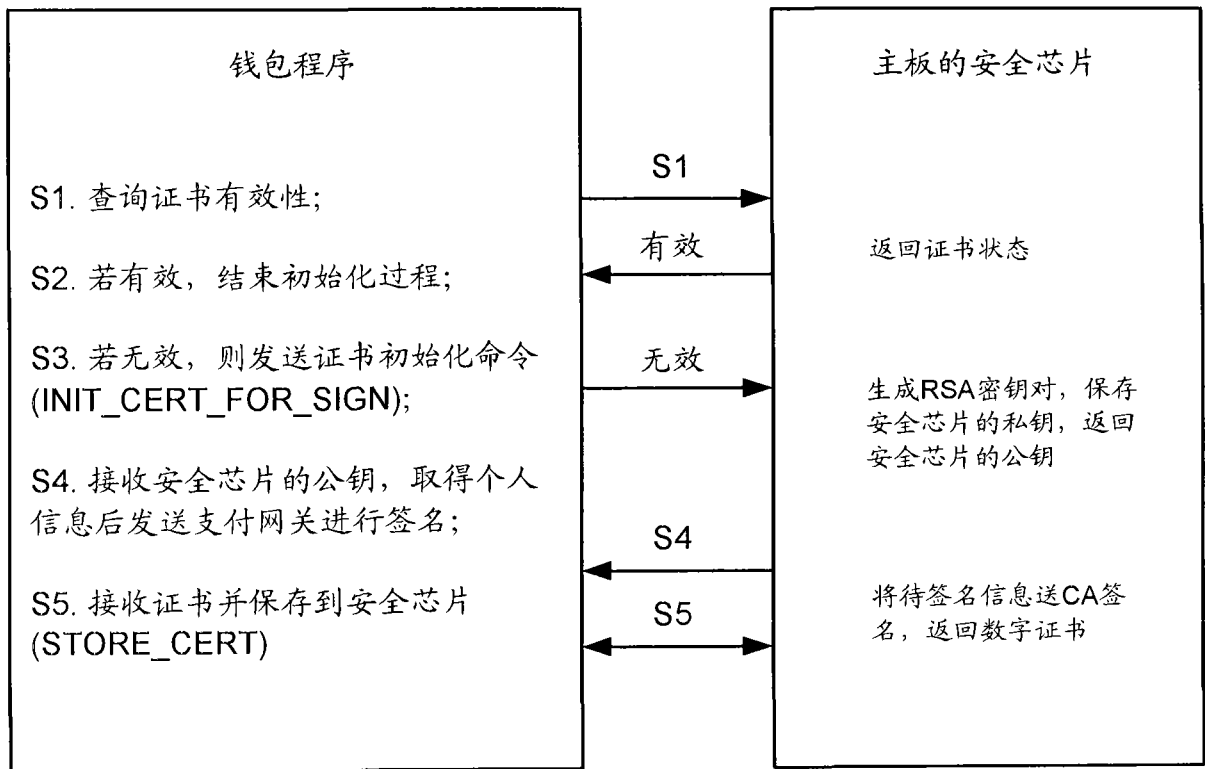 钱包程序
主板的安全芯片
S1. 查询证书有效性;
S1
有效
返回证书状态
S2. 若有效，结束初始化过程;
S3. 若无效，则发送证书初始化命令
(INIT_CERT_FOR_SIGN);
无效
生成RSA密钥对，保存
安全芯片的私钥，返回
安全芯片的公钥
S4. 接收安全芯片的公钥，取得个人
信息后发送支付网关进行签名;
S4
S5. 接收证书并保存到安全芯片
(STORE_CERT)
S5
将待签名信息送CA签
名，返回数字证书